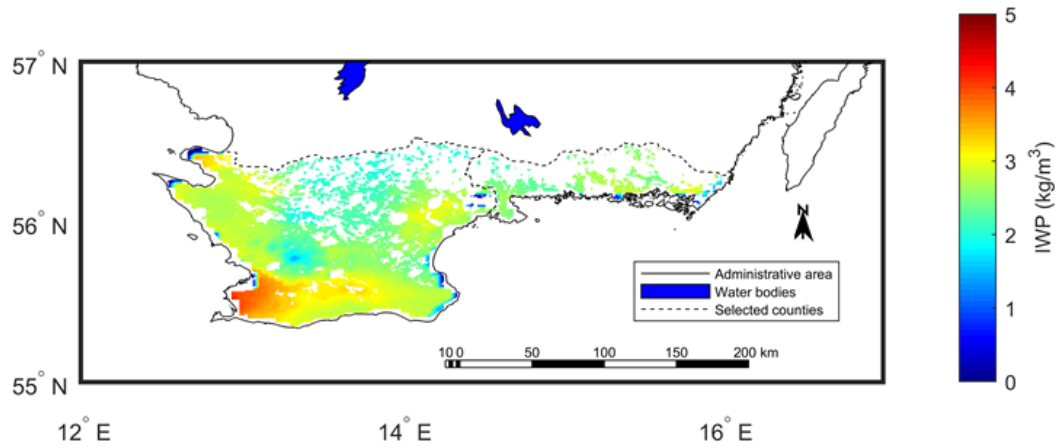 57° N
56° N
55° N
12° E
14° E
16° E
N
Administrative area
Water bodies
Selected counties
10 0 50 100 150 200 km
5
4
3
2
1
0
IWP (kg/m³)